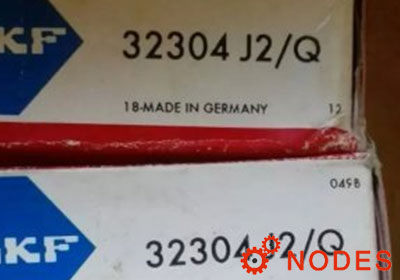 SKF 32304 J2/Q
18-MADE IN GERMANY 12
049B
SKF 32304 J2/Q
NODES